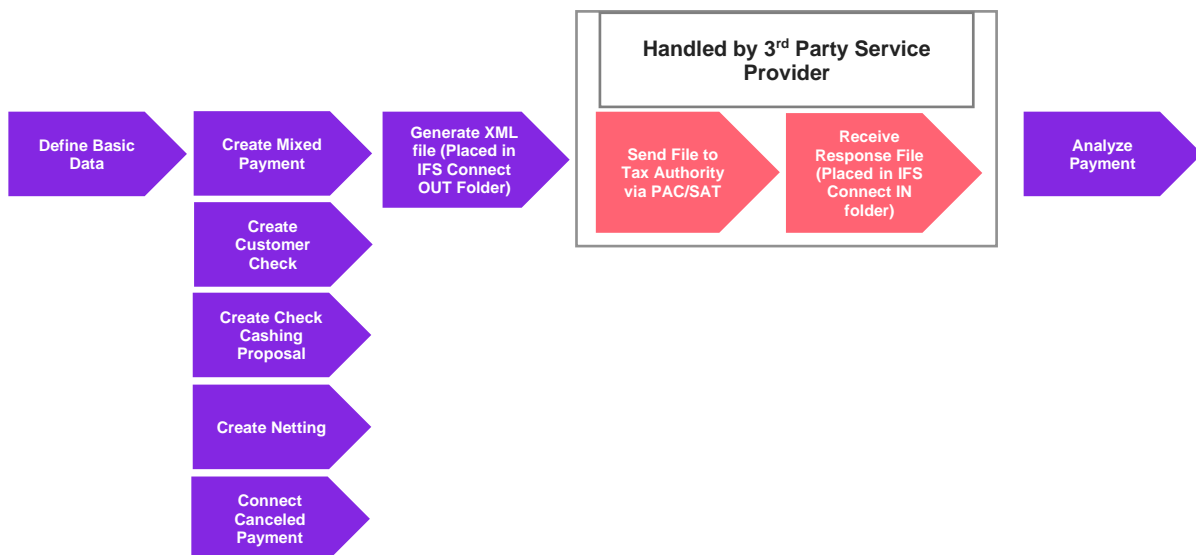 Handled by 3rd Party Service
Provider
Define Basic
Data
Create Mixed
Payment
Generate XML
file (Placed in
IFS Connect
OUT Folder)
Send File to
Tax Authority
via PAC/SAT
Receive
Response File
(Placed in IFS
Connect IN
folder)
Analyze
Payment
Create
Customer
Check
Create Check
Cashing
Proposal
Create Netting
Connect
Canceled
Payment